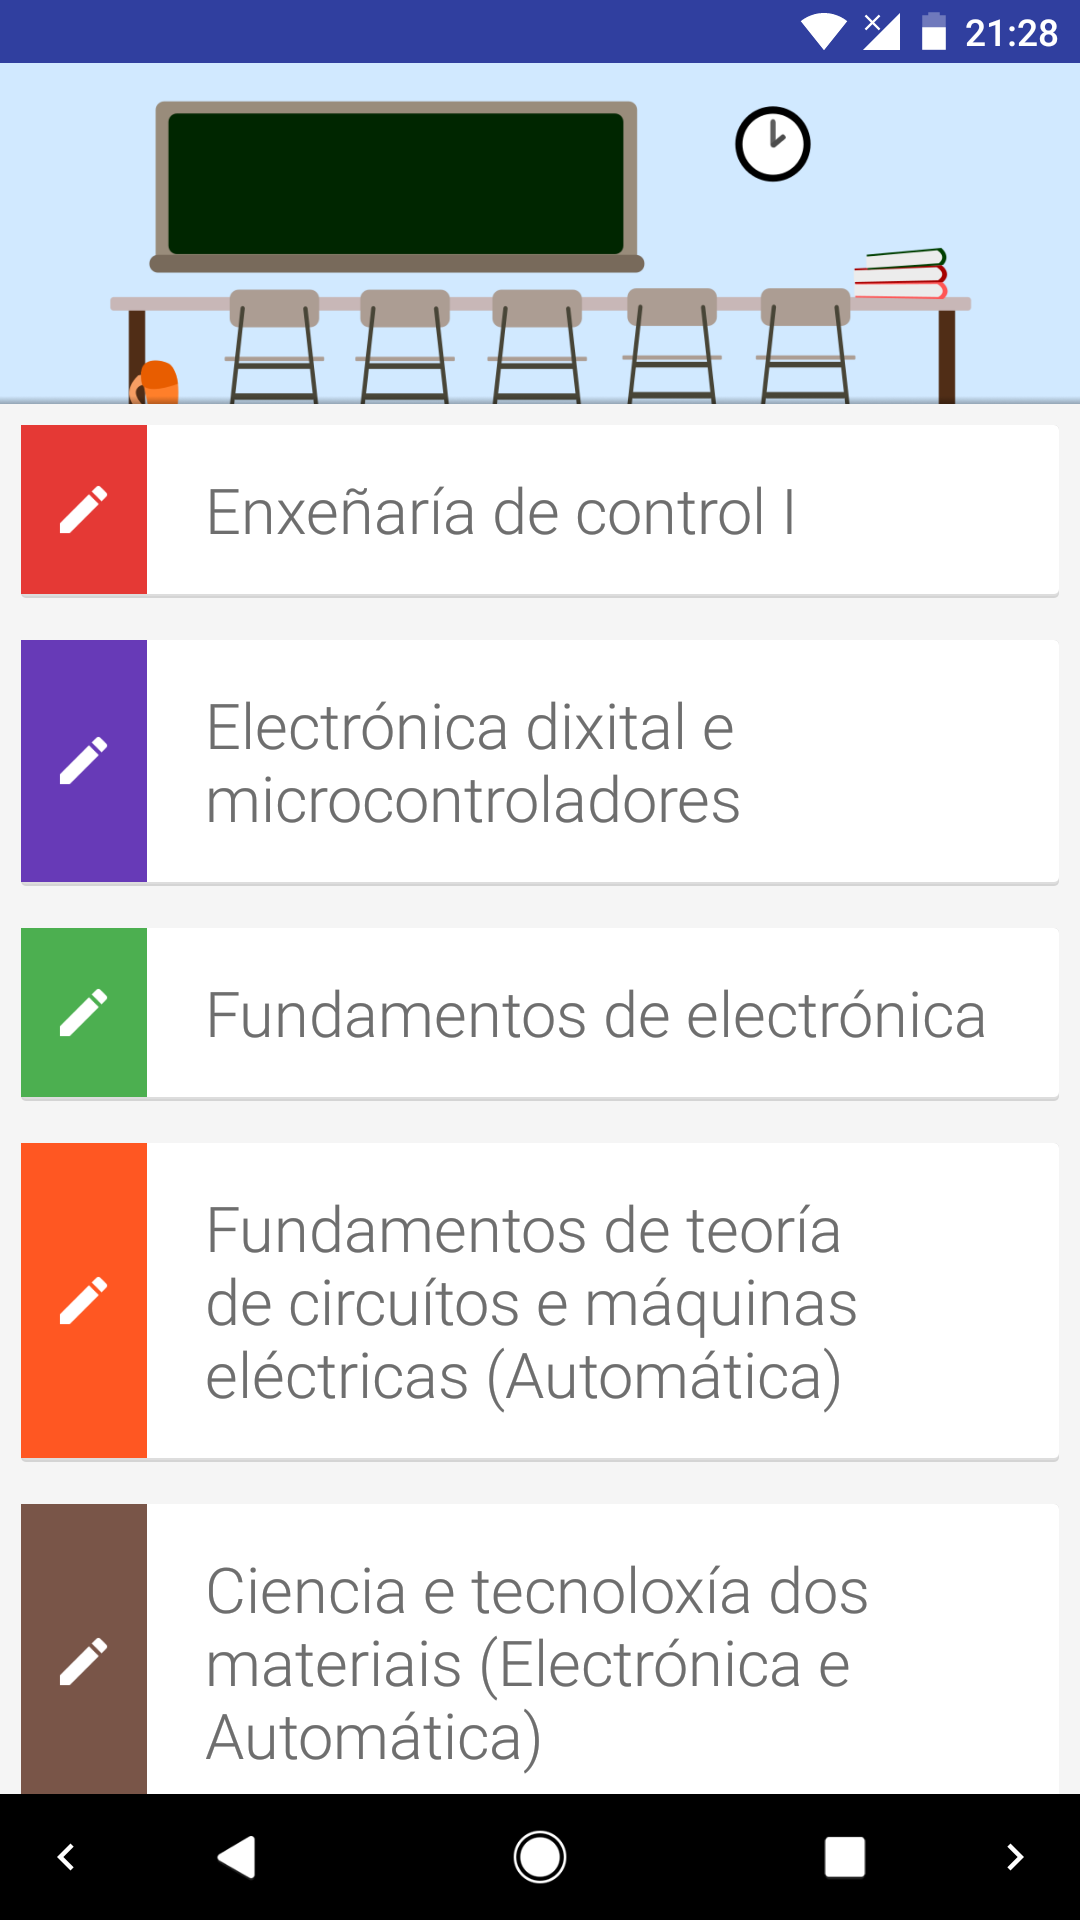 21:28
Enxeñaría de control I
Electrónica dixital e
microcontroladores
Fundamentos de electrónica
Fundamentos de teoría
de circuítos e máquinas
eléctricas (Automática)
Ciencia e tecnoloxía dos
materiais (Electrónica e
Automática)